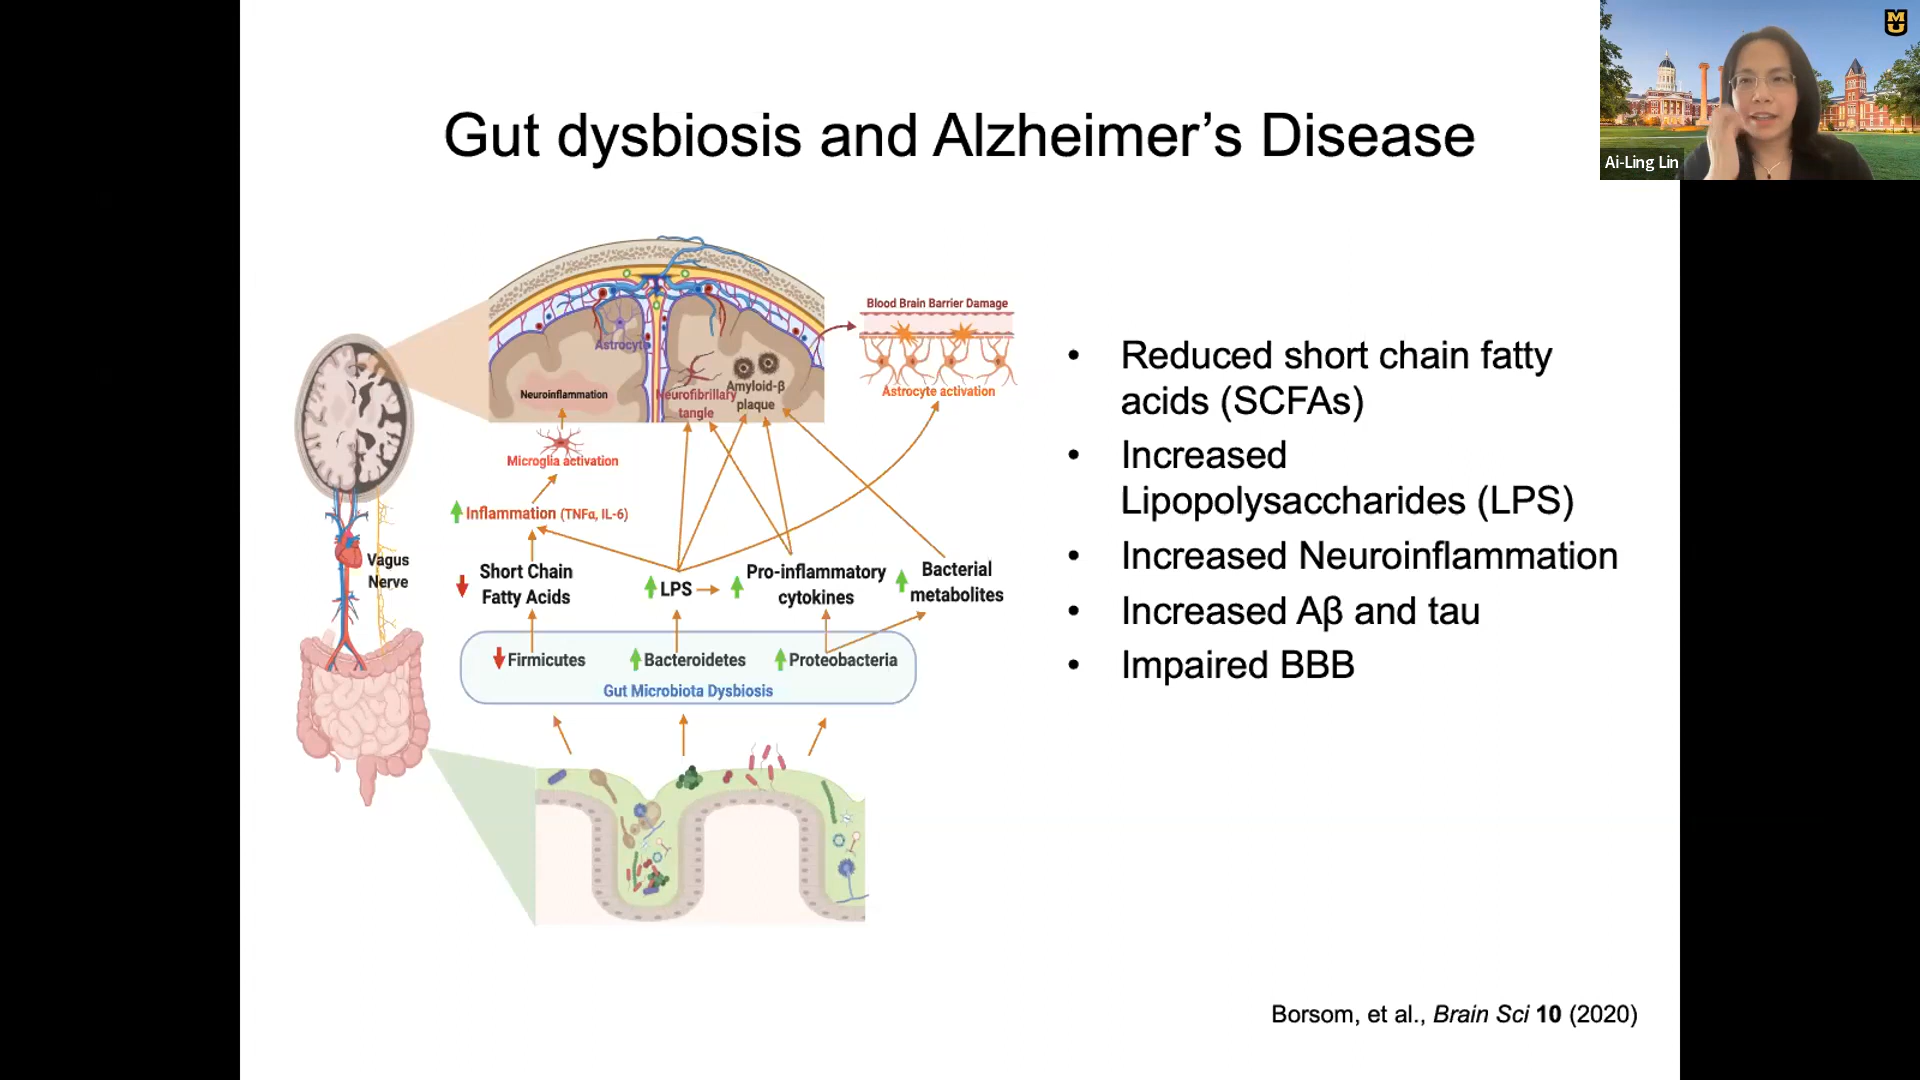 Gut dysbiosis and Alzheimer’s Disease
MU
Ai-Ling Lin
Blood Brain Barrier Damage
Astrocyte
Neuroinflammation
Neurofibrillary
tangle
Amyloid-β
plaque
Astrocyte activation
Microglia activation
Inflammation (TNFα, IL-6)
Vagus
Nerve
Short Chain
Fatty Acids
LPS
Pro-inflammatory
cytokines
Bacterial
metabolites
Firmicutes
Bacteroidetes
Proteobacteria
Gut Microbiota Dysbiosis
• Reduced short chain fatty
acids (SCFAs)
• Increased
Lipopolysaccharides (LPS)
• Increased Neuroinflammation
• Increased Aβ and tau
• Impaired BBB
Borsom, et al., Brain Sci 10 (2020)